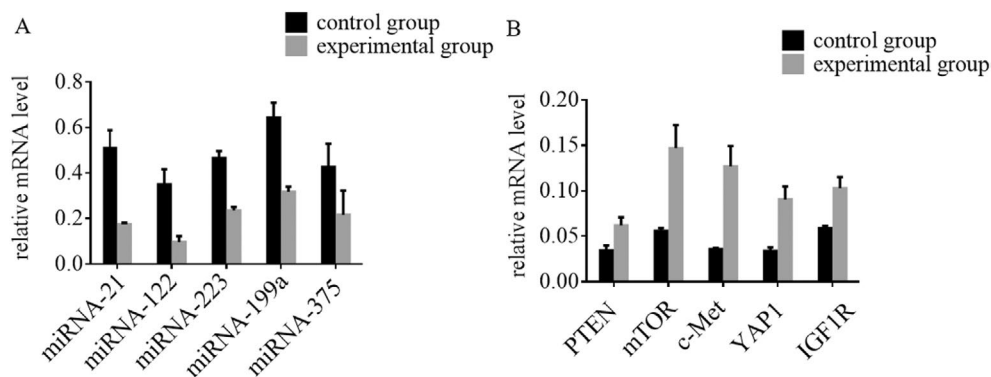 A
control group
experimental group
relative mRNA level
0.8
0.6
0.4
0.2
0.0
miRNA-21
miRNA-122
miRNA-223
miRNA-199a
miRNA-375
B
control group
experimental group
relative mRNA level
0.20
0.15
0.10
0.05
0.00
PTEN
mTOR
c-Met
YAP1
IGF1R